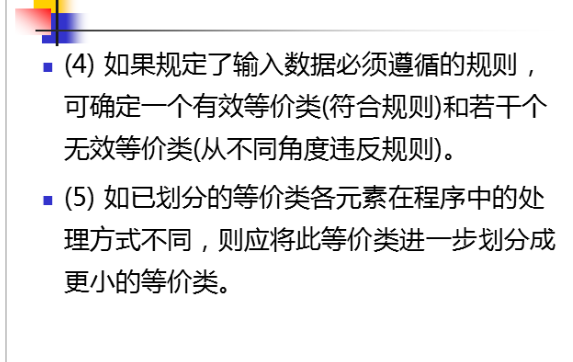 (4) 如果规定了输入数据必须遵循的规则，
可确定一个有效等价类(符合规则)和若干个
无效等价类(从不同角度违反规则)。
(5) 如已划分的等价类各元素在程序中的处
理方式不同，则应将此等价类进一步划分成
更小的等价类。